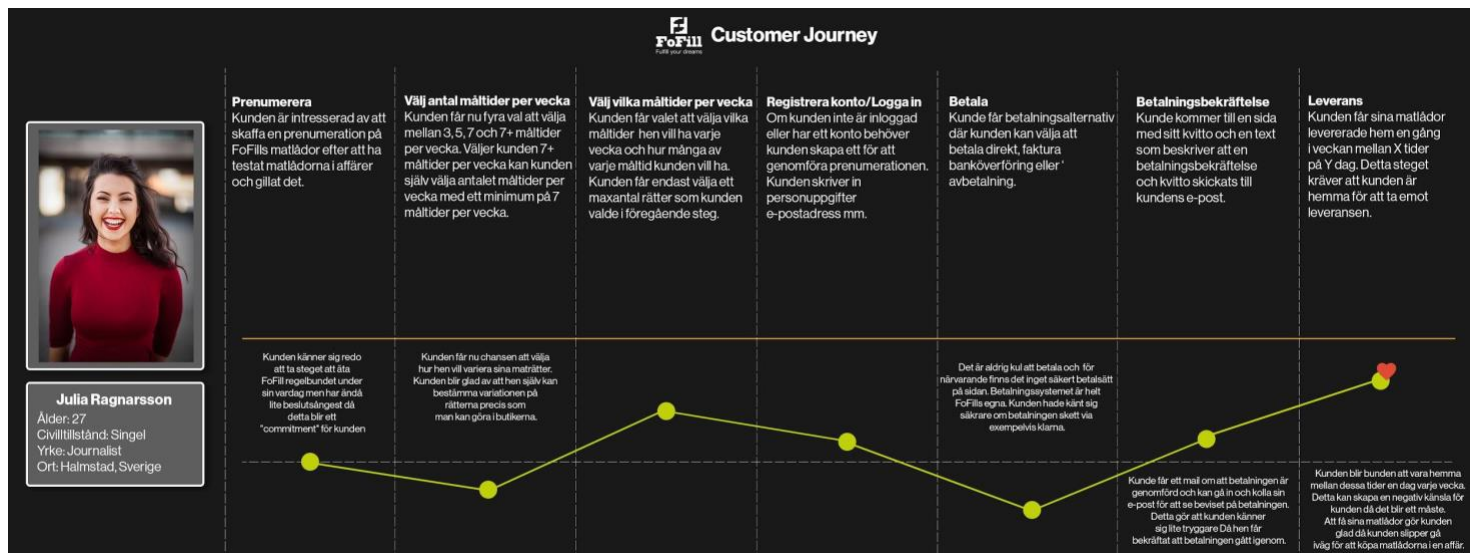 FoFill
Fulfill your dreams
Customer Journey
Prenumerera
Kunden är intresserad av att
skaffa en prenumeration på
FoFills matlådor efter att ha
testat matlådorna i affärer
och gillat det.
Välj antal måltider per vecka
Kunden får nu fyra val att välja
mellan 3, 5, 7 och 7+ måltider
per vecka. Väljer kunden 7+
måltider per vecka kan kunden
själv välja antalet måltider per
vecka med ett minimum på 7
måltider per vecka.
Välj vilka måltider per vecka
Kunden får valet att välja vilka
måltider hen vill ha varje
vecka och hur många av
varje måltid kunden vill ha.
Kunden får endast välja ett
maxantal rätter som kunden
valde i föregående steg.
Registrera konto/Logga in
Om kunden inte är inloggad
eller har ett konto behöver
kunden skapa ett för att
genomföra prenumerationen.
Kunden skriver in
personuppgifter
e-postadress mm.
Betala
Kunde får betalningsalternativ
där kunden kan välja att
betala direkt, faktura
banköverföring eller '
avbetalning.
Betalningsbekräftelse
Kunde kommer till en sida
med sitt kvitto och en text
som beskriver att en
betalningsbekräftelse
och kvitto skickats till
kundens e-post.
Leverans
Kunden får sina matlådor
levererade hem en gång
i veckan mellan X tider
på Y dag. Detta steget
kräver att kunden är
hemma för att ta emot
leveransen.
Julia Ragnarsson
Ålder: 27
Civilltilstånd: Singel
Yrke: Journalist
Ort: Halmstad, Sverige
Kunden känner sig redo
att ta steget att äta
FoFill regelbundet under
sin vardag men har ändå
lite beslutsångest då
detta blir ett
"commitment" för kunden
Kunden får nu chansen att välja
hur hen vill variera sina maträtter.
Kunden blir glad av att hen själv kan
bestämma variationen på
rätterna precis som
man kan göra i butikerna.
Det är aldrig kul att betala och för
närvarande finns det inget säkert betalsätt
på sidan. Betalningssystemet är helt
FoFills egna. Kunden hade känt sig
säkrare om betalningen skett via
exempelvis klarna.
Kunde får ett mail om att betalningen är
genomförd och kan gå in och kolla sin
e-post för att se beviset på betalningen.
Detta gör att kunden känner
sig lite tryggare Då hen får
bekräftat att betalningen gått igenom.
Kunden blir bunden att vara hemma
mellan dessa tider en dag varje vecka.
Detta kan skapa en negativ känsla för
kunden då det blir ett måste.
Att få sina matlådor gör kunden
glad då kunden slipper gå
iväg för att köpa matlådorna i en affär.